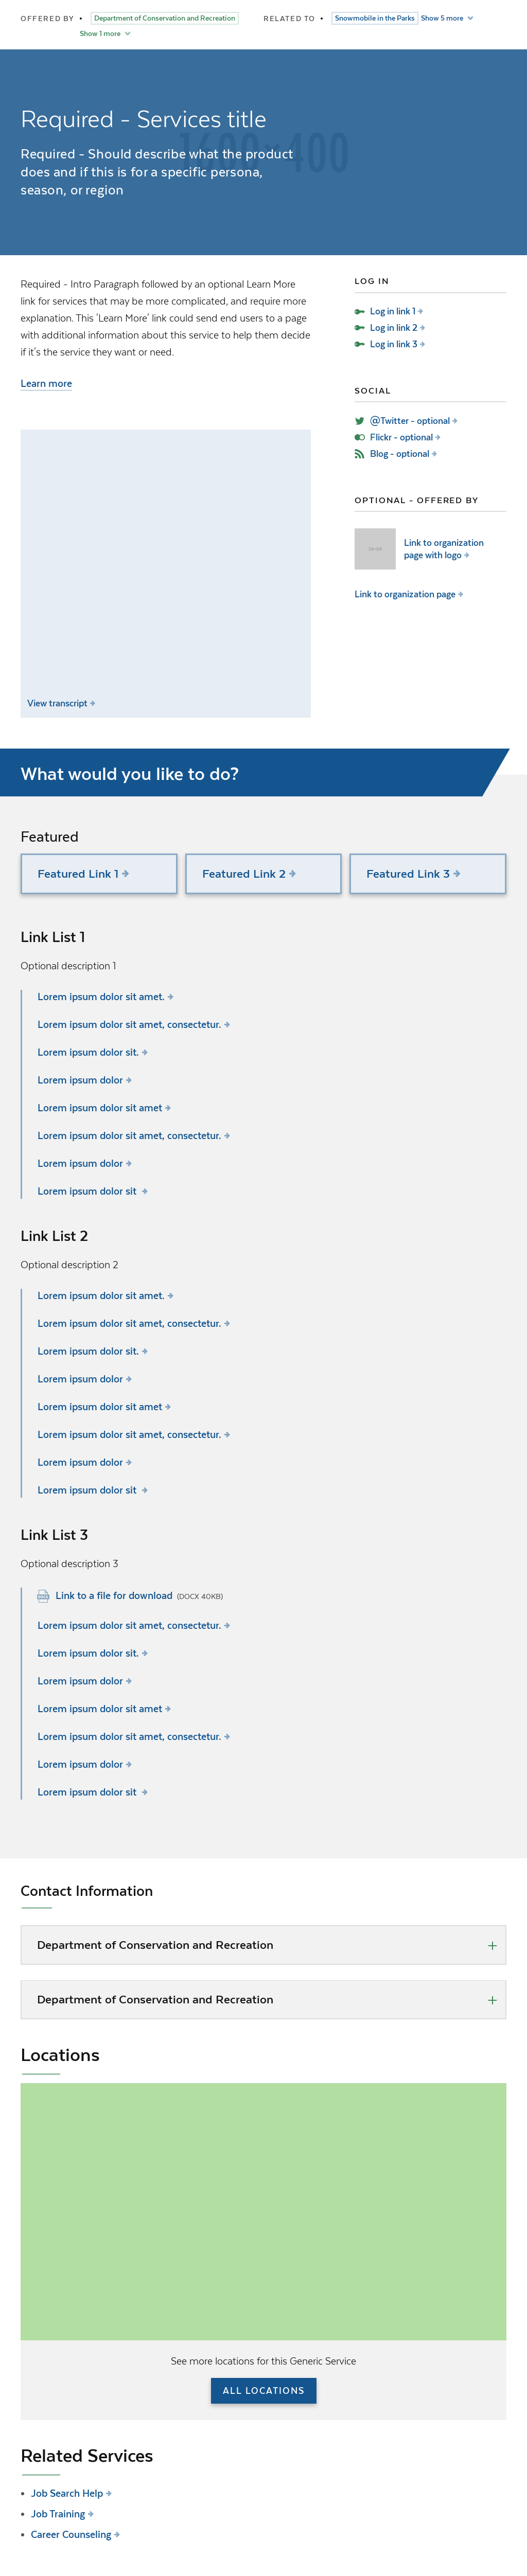 OFFERED BY • Department of Conservation and Recreation
Show 1 more
RELATED TO • Snowmobile in the Parks Show 5 more
1600×400
Required - Services title
Required - Should describe what the product
does and if this is for a specific persona,
season, or region
Required - Intro Paragraph followed by an optional Learn More
link for services that may be more complicated, and require more
explanation. This 'Learn More' link could send end users to a page
with additional information about this service to help them decide
if it's the service they want or need.
Learn more
View transcript
LOG IN
Log in link 1
Log in link 2
Log in link 3
SOCIAL
@Twitter - optional
Flickr - optional
Blog - optional
OPTIONAL - OFFERED BY
Link to organization
page with logo
Link to organization page
What would you like to do?
Featured
Featured Link 1
Featured Link 2
Featured Link 3
Link List 1
Optional description 1
Lorem ipsum dolor sit amet.
Lorem ipsum dolor sit amet, consectetur.
Lorem ipsum dolor sit.
Lorem ipsum dolor
Lorem ipsum dolor sit amet
Lorem ipsum dolor sit amet, consectetur.
Lorem ipsum dolor
Lorem ipsum dolor sit
Link List 2
Optional description 2
Lorem ipsum dolor sit amet.
Lorem ipsum dolor sit amet, consectetur.
Lorem ipsum dolor sit.
Lorem ipsum dolor
Lorem ipsum dolor sit amet
Lorem ipsum dolor sit amet, consectetur.
Lorem ipsum dolor
Lorem ipsum dolor sit
Link List 3
Optional description 3
Link to a file for download (DOCX 40KB)
Lorem ipsum dolor sit amet, consectetur.
Lorem ipsum dolor sit.
Lorem ipsum dolor
Lorem ipsum dolor sit amet
Lorem ipsum dolor sit amet, consectetur.
Lorem ipsum dolor
Lorem ipsum dolor sit
Contact Information
Department of Conservation and Recreation
Department of Conservation and Recreation
Locations
See more locations for this Generic Service
ALL LOCATIONS
Related Services
• Job Search Help
• Job Training
• Career Counseling